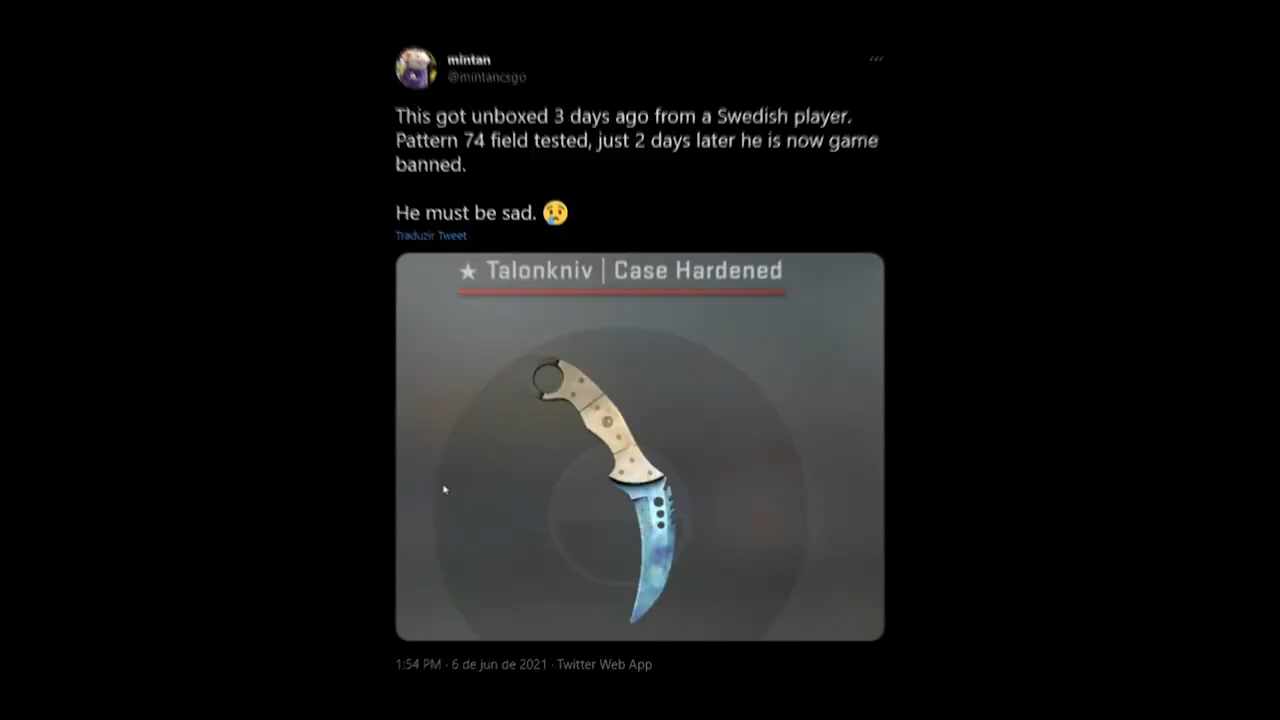 mintan
@mintancsgo
This got unboxed 3 days ago from a Swedish player.
Pattern 74 field tested, just 2 days later he is now game
banned.
He must be sad. 😢
Traduzir Tweet
★ Talonkniv | Case Hardened
1:54 PM · 6 de jun de 2021 · Twitter Web App